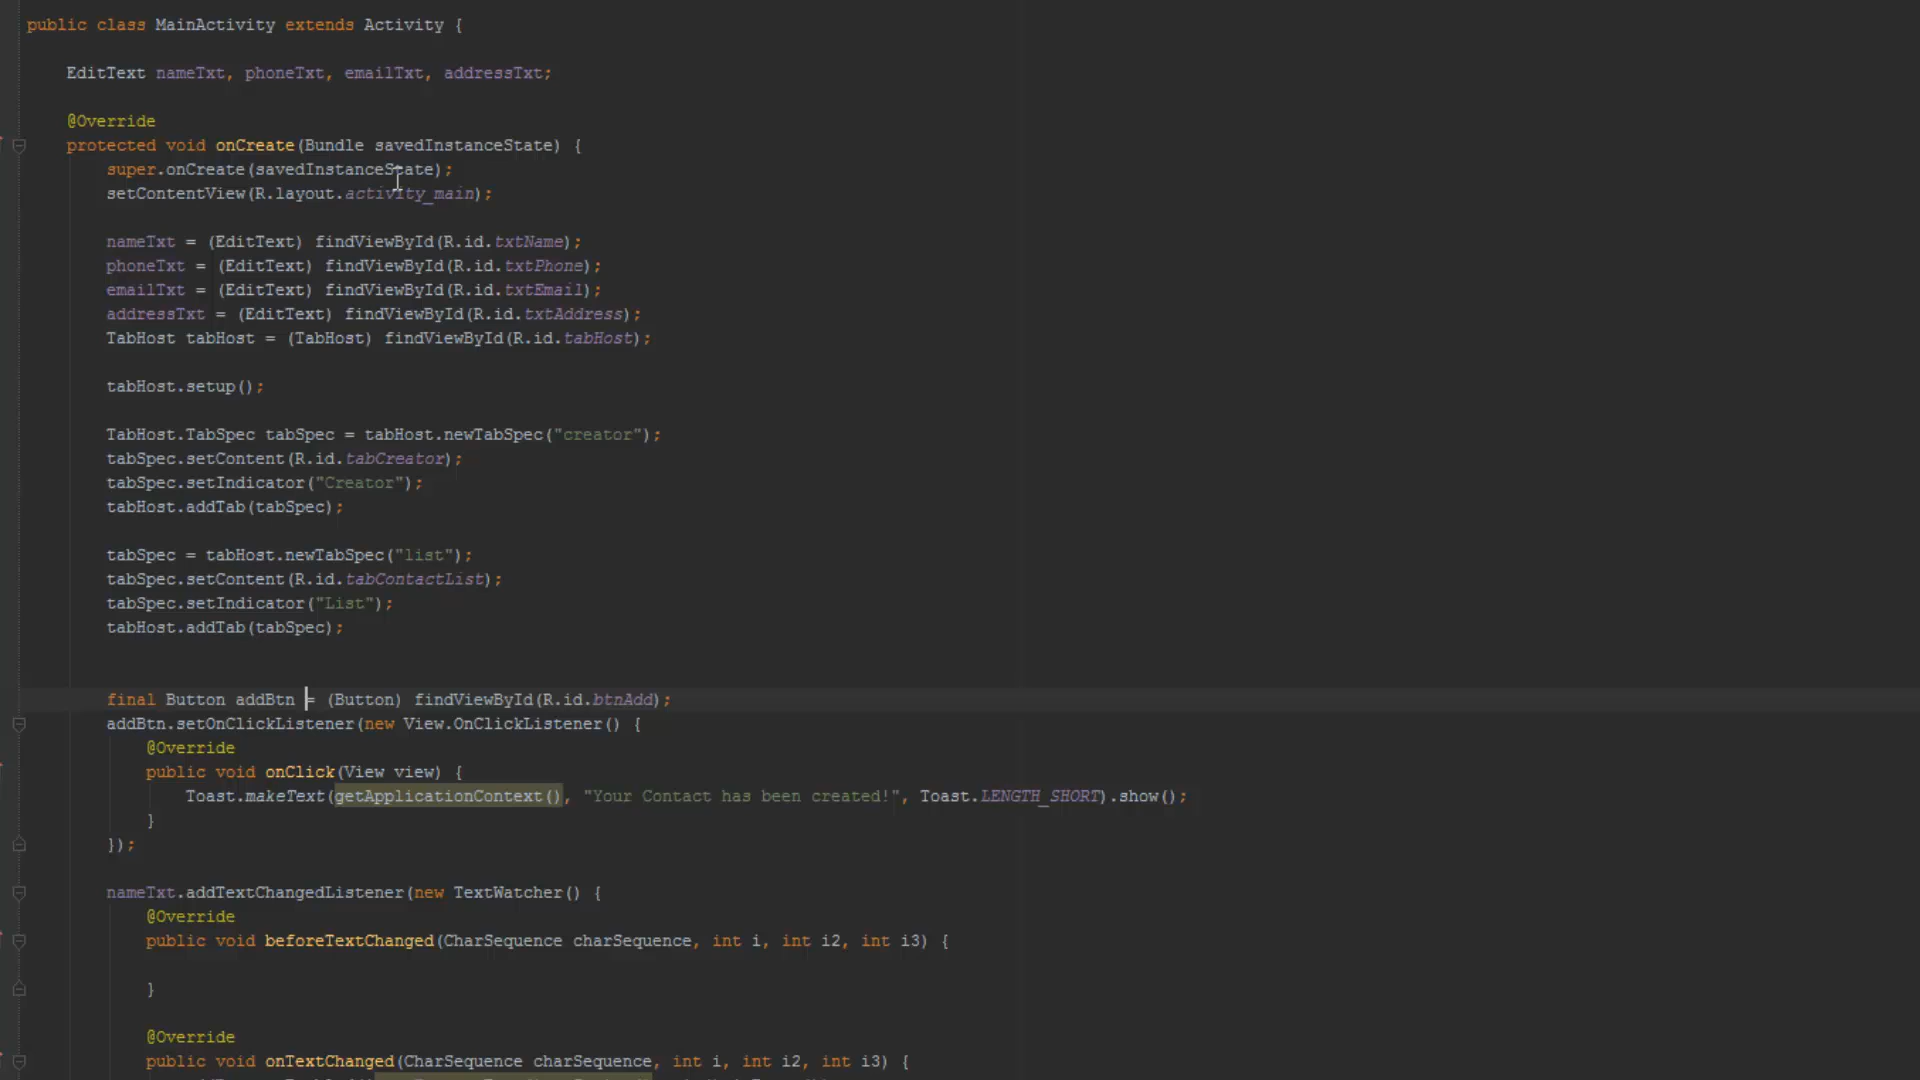 public class MainActivity extends Activity {
EditText nameTxt, phoneTxt, emailTxt, addressTxt;
@Override
protected void onCreate(Bundle savedInstanceState) {
super.onCreate(savedInstanceState);
setContentView(R.layout.activity_main);
nameTxt = (EditText) findViewById(R.id.txtName);
phoneTxt = (EditText) findViewById(R.id.txtPhone);
emailTxt = (EditText) findViewById(R.id.txtEmail);
addressTxt = (EditText) findViewById(R.id.txtAddress);
TabHost tabHost = (TabHost) findViewById(R.id.tabHost);
tabHost.setup();
TabHost.TabSpec tabSpec = tabHost.newTabSpec("creator");
tabSpec.setContent(R.id.tabCreator);
tabSpec.setIndicator("Creator");
tabHost.addTab(tabSpec);
tabSpec = tabHost.newTabSpec("list");
tabSpec.setContent(R.id.tabContactList);
tabSpec.setIndicator("List");
tabHost.addTab(tabSpec);
final Button addBtn = (Button) findViewById(R.id.btnAdd);
addBtn.setOnClickListener(new View.OnClickListener() {
@Override
public void onClick(View view) {
Toast.makeText(getApplicationContext(), "Your Contact has been created!", Toast.LENGTH_SHORT).show();
}
});
nameTxt.addTextChangedListener(new TextWatcher() {
@Override
public void beforeTextChanged(CharSequence charSequence, int i, int i2, int i3) {
}
@Override
public void onTextChanged(CharSequence charSequence, int i, int i2, int i3) {